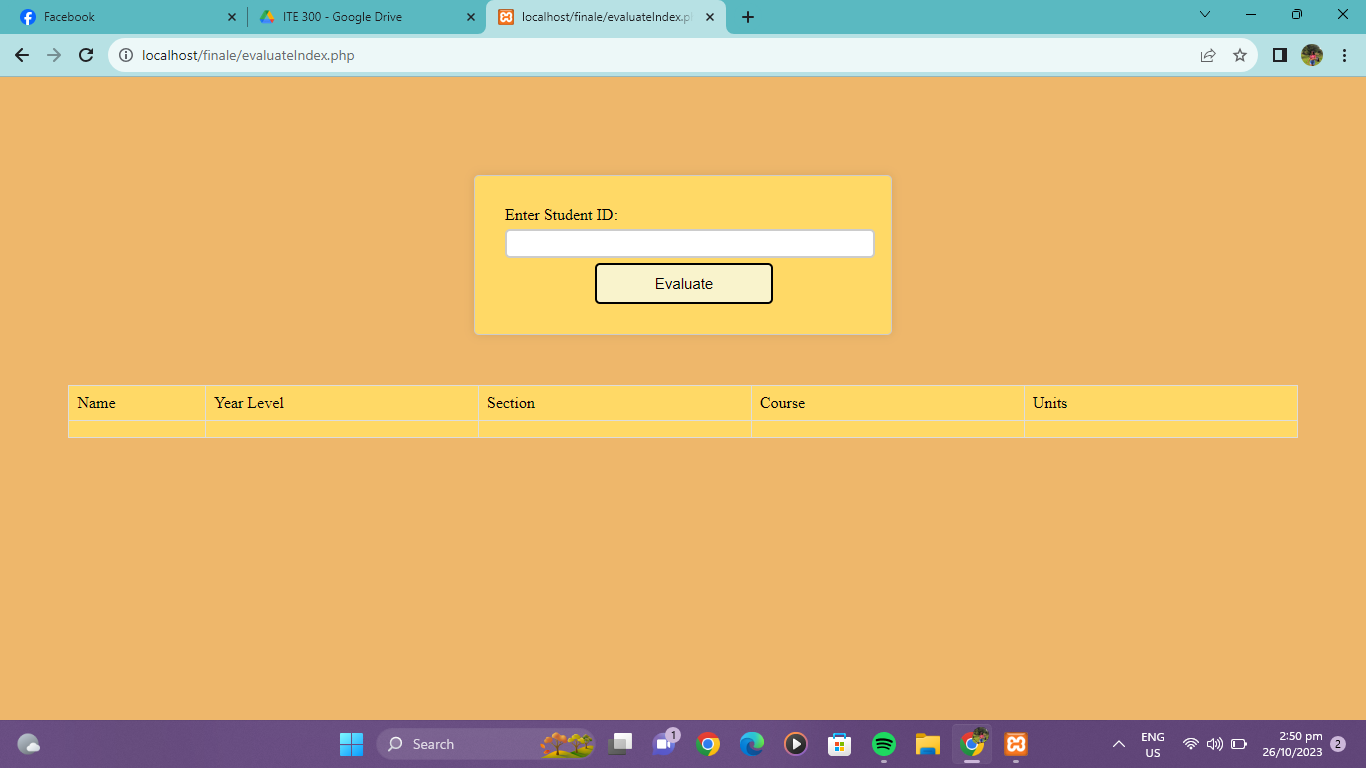 Facebook
ITE 300 - Google Drive
localhost/finale/evaluateIndex.p
localhost/finale/evaluateIndex.php
Enter Student ID:
Evaluate
Name Year Level Section Course Units
Search
1
ENG
US
2:50 pm
26/10/2023
2